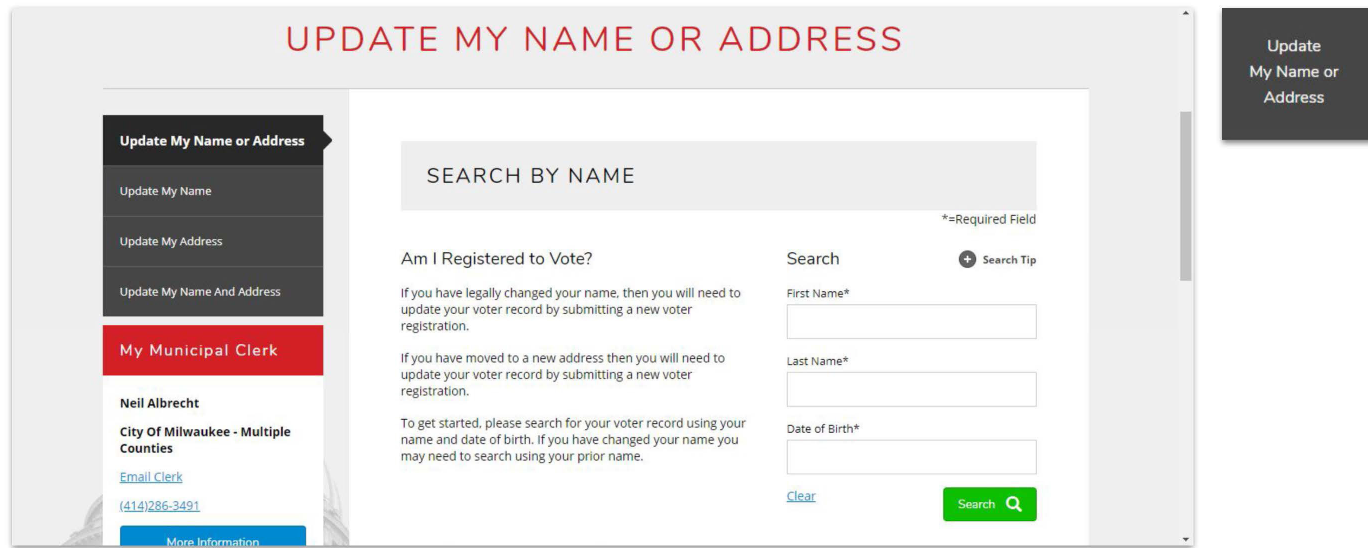 UPDATE MY NAME OR ADDRESS
Update My Name or Address
Update My Name
Update My Address
Update My Name And Address
My Municipal Clerk
Neil Albrecht
City Of Milwaukee - Multiple
Counties
Email Clerk
(414)286-3491
More Information
SEARCH BY NAME
*=Required Field
Am I Registered to Vote?
If you have legally changed your name, then you will need to
update your voter record by submitting a new voter
registration.
If you have moved to a new address then you will need to
update your voter record by submitting a new voter
registration.
To get started, please search for your voter record using your
name and date of birth. If you have changed your name you
may need to search using your prior name.
Search
Search Tip
First Name*
Last Name*
Date of Birth*
Clear
Search
Update
My Name or
Address